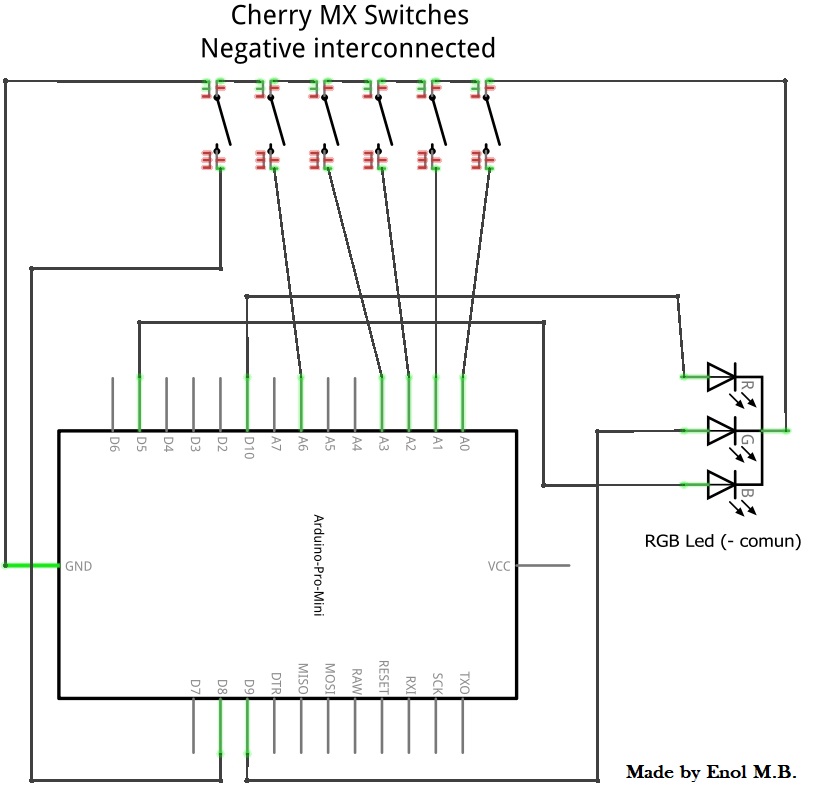 Cherry MX Switches
Negative interconnected
D6
D5
D4
D3
D2
D10
A7
A6
A5
A4
A3
A2
A1
A0
R
G
B
RGB Led (- comun)
Arduino-Pro-Mini
GND
VCC
D7
D8
D9
DTR
MISO
MOSI
RAW
RESET
RXI
SCK
TXO
Made by Enol M.B.